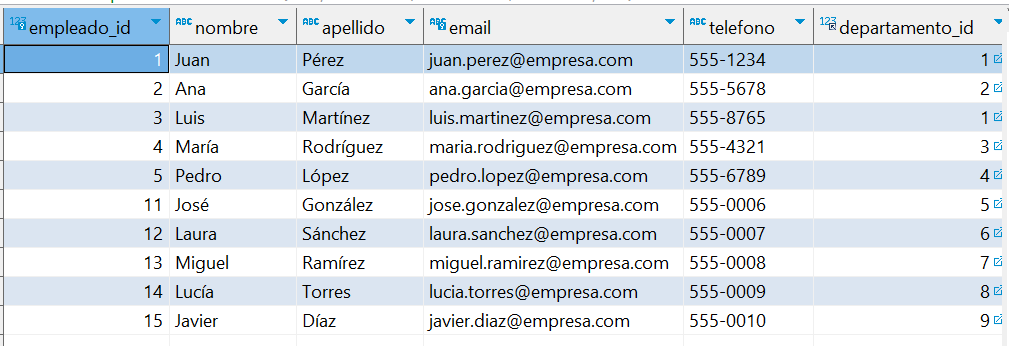 123 empleado_id ABC nombre ABC apellido ABC email ABC telefono 123 departamento_id
1 Juan Pérez juan.perez@empresa.com 555-1234 1
2 Ana García ana.garcia@empresa.com 555-5678 2
3 Luis Martínez luis.martinez@empresa.com 555-8765 1
4 María Rodríguez maria.rodriguez@empresa.com 555-4321 3
5 Pedro López pedro.lopez@empresa.com 555-6789 4
11 José González jose.gonzalez@empresa.com 555-0006 5
12 Laura Sánchez laura.sanchez@empresa.com 555-0007 6
13 Miguel Ramírez miguel.ramirez@empresa.com 555-0008 7
14 Lucía Torres lucia.torres@empresa.com 555-0009 8
15 Javier Díaz javier.diaz@empresa.com 555-0010 9